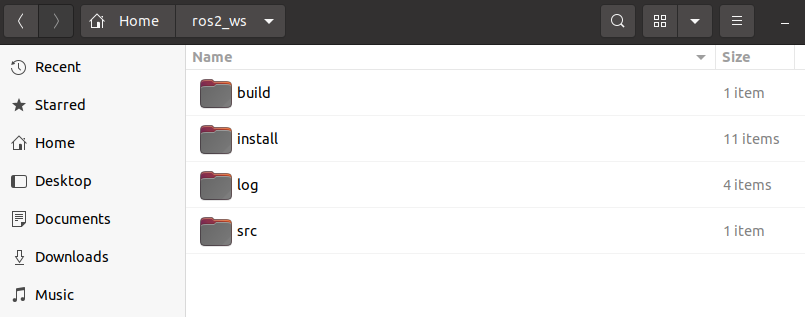 Home ros2_ws
Name Size
Recent
build 1 item
Starred
Home
install 11 items
Desktop
log 4 items
Documents
src 1 item
Downloads
Music